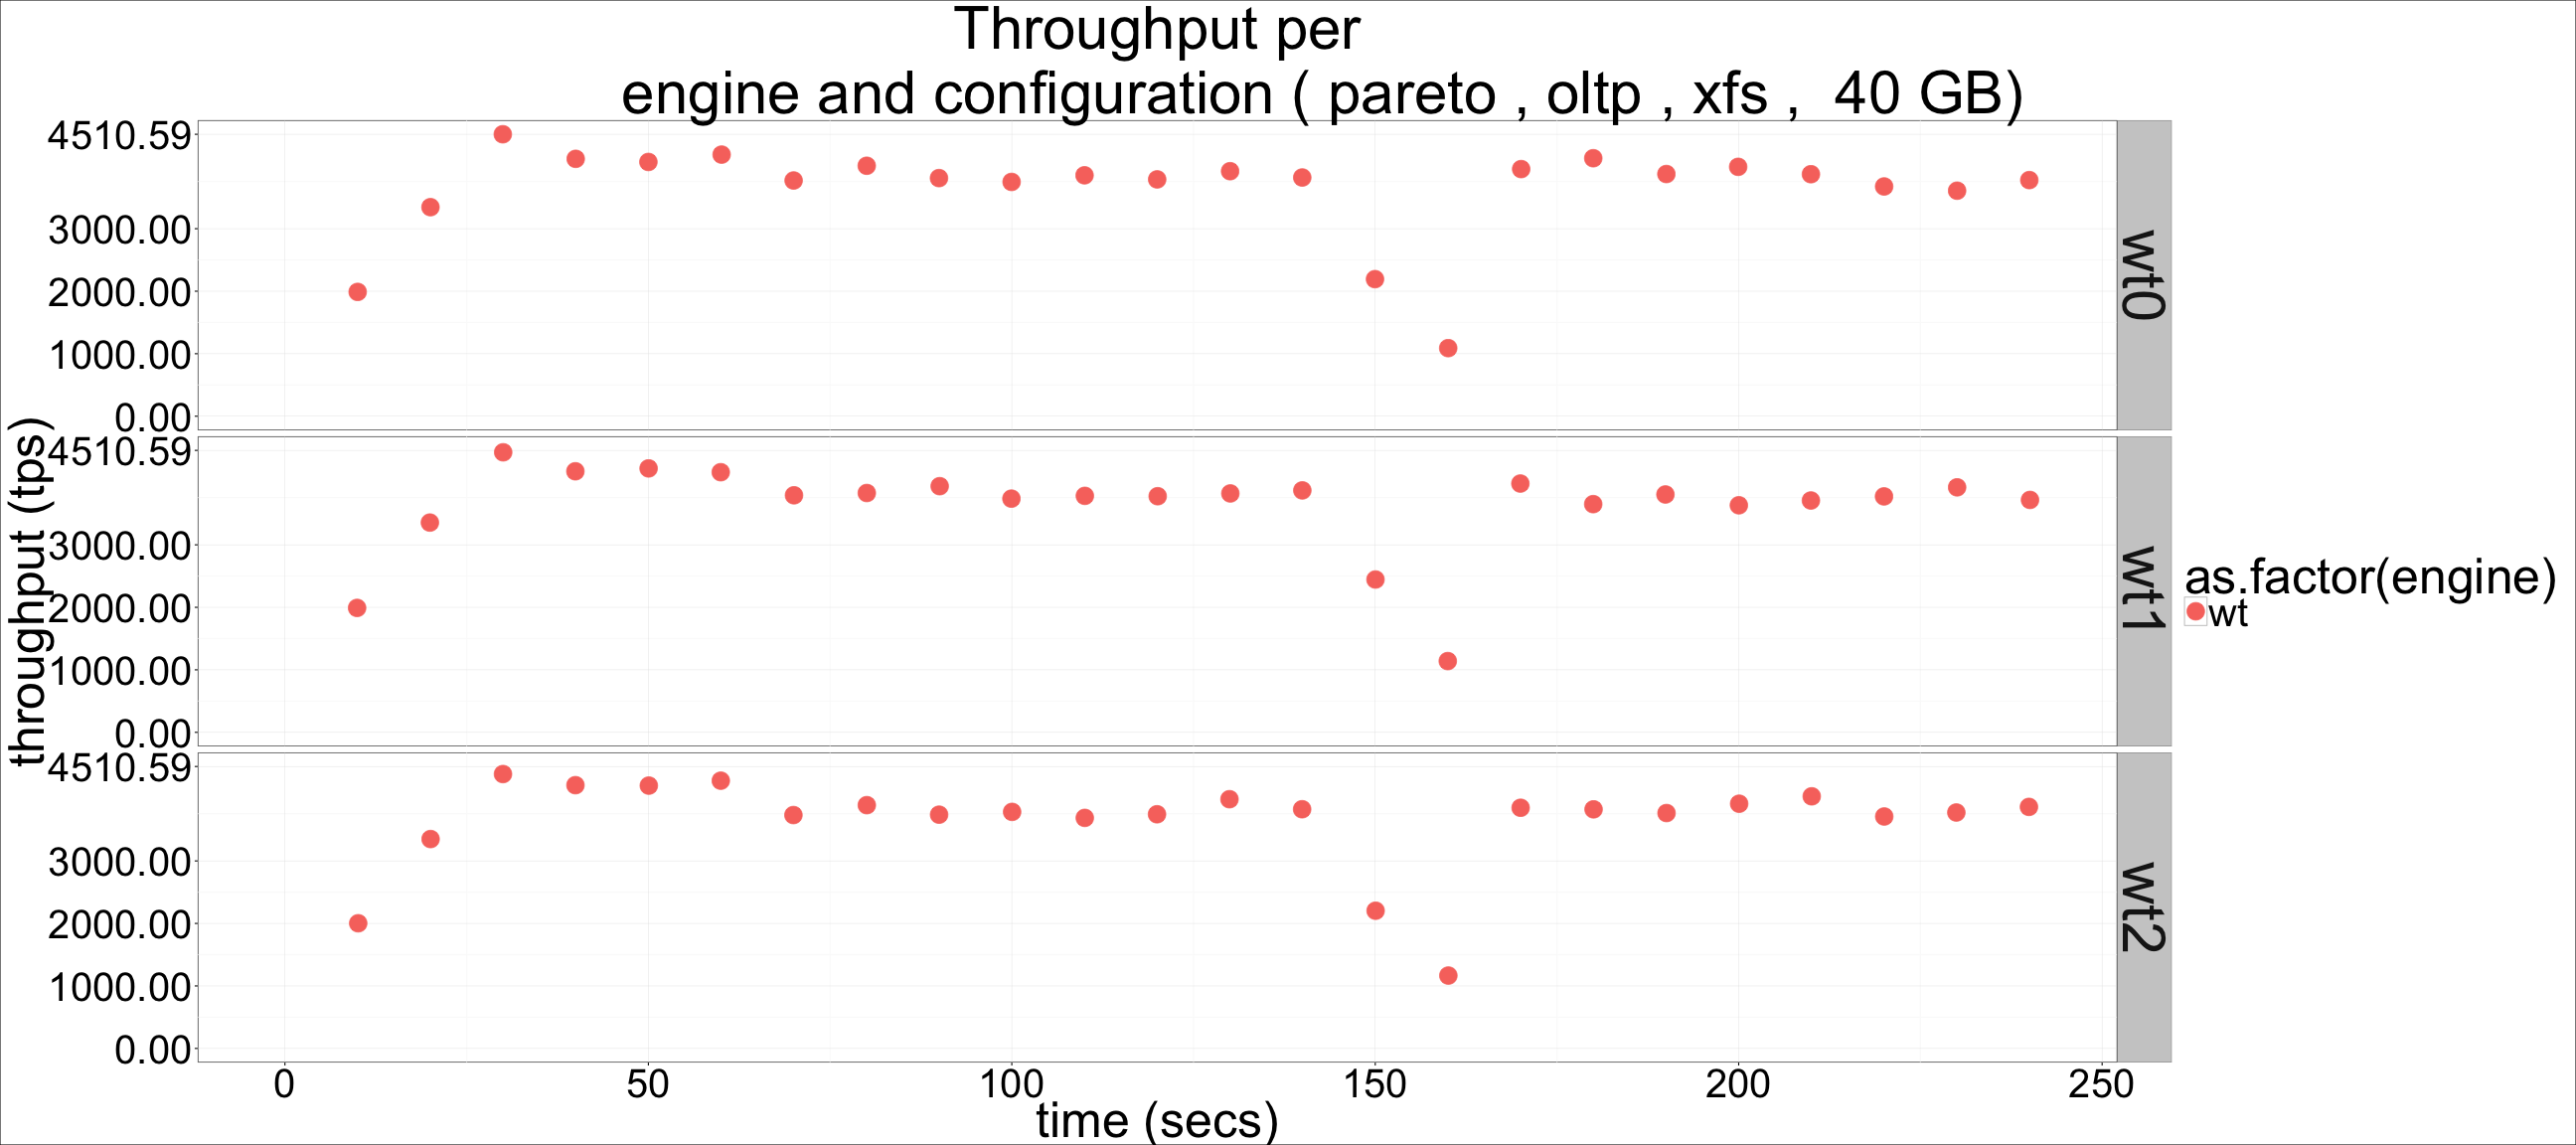 Throughput per
engine and configuration ( pareto , oltp , xfs ,  40 GB)
throughput (tps)
4510.59
3000.00
2000.00
1000.00
0.00
wt0
4510.59
3000.00
2000.00
1000.00
0.00
wt1
4510.59
3000.00
2000.00
1000.00
0.00
wt2
0 50 100 150 200 250
time (secs)
as.factor(engine)
wt